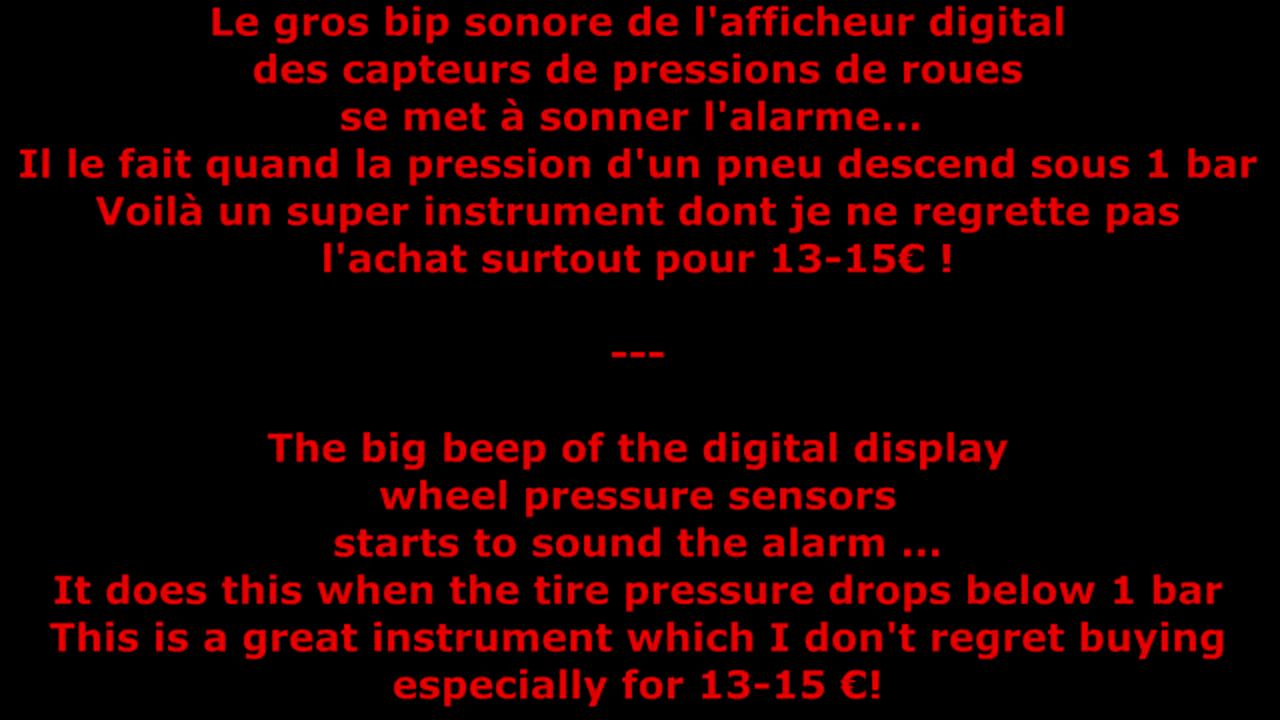 Le gros bip sonore de l'afficheur digital
des capteurs de pressions de roues
se met à sonner l'alarme...
Il le fait quand la pression d'un pneu descend sous 1 bar
Voilà un super instrument dont je ne regrette pas
l'achat surtout pour 13-15€ !
---
The big beep of the digital display
wheel pressure sensors
starts to sound the alarm ...
It does this when the tire pressure drops below 1 bar
This is a great instrument which I don't regret buying
especially for 13-15 €!